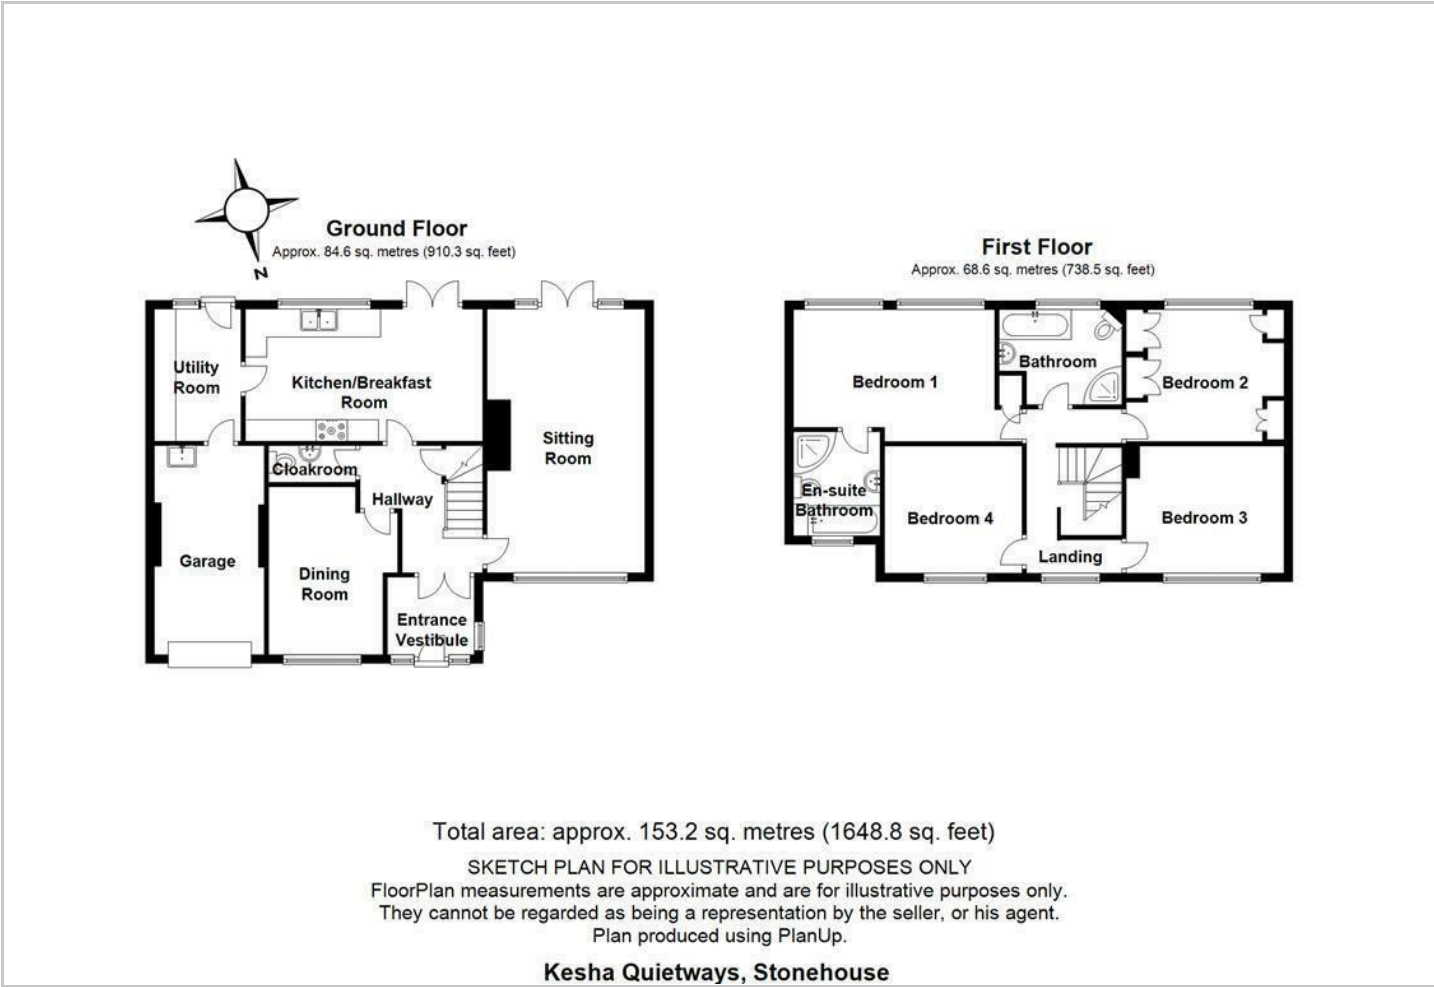 N
Ground Floor
Approx. 84.6 sq. metres (910.3 sq. feet)
Utility
Room
Kitchen/Breakfast
Room
Sitting
Room
Cloakroom
Hallway
Garage
Dining
Room
Entrance
Vestibule
First Floor
Approx. 68.6 sq. metres (738.5 sq. feet)
Bedroom 1
Bathroom
Bedroom 2
En-suite
Bathroom
Bedroom 4
Bedroom 3
Landing
Total area: approx. 153.2 sq. metres (1648.8 sq. feet)
SKETCH PLAN FOR ILLUSTRATIVE PURPOSES ONLY
FloorPlan measurements are approximate and are for illustrative purposes only.
They cannot be regarded as being a representation by the seller, or his agent.
Plan produced using PlanUp.
Kesha Quietways, Stonehouse